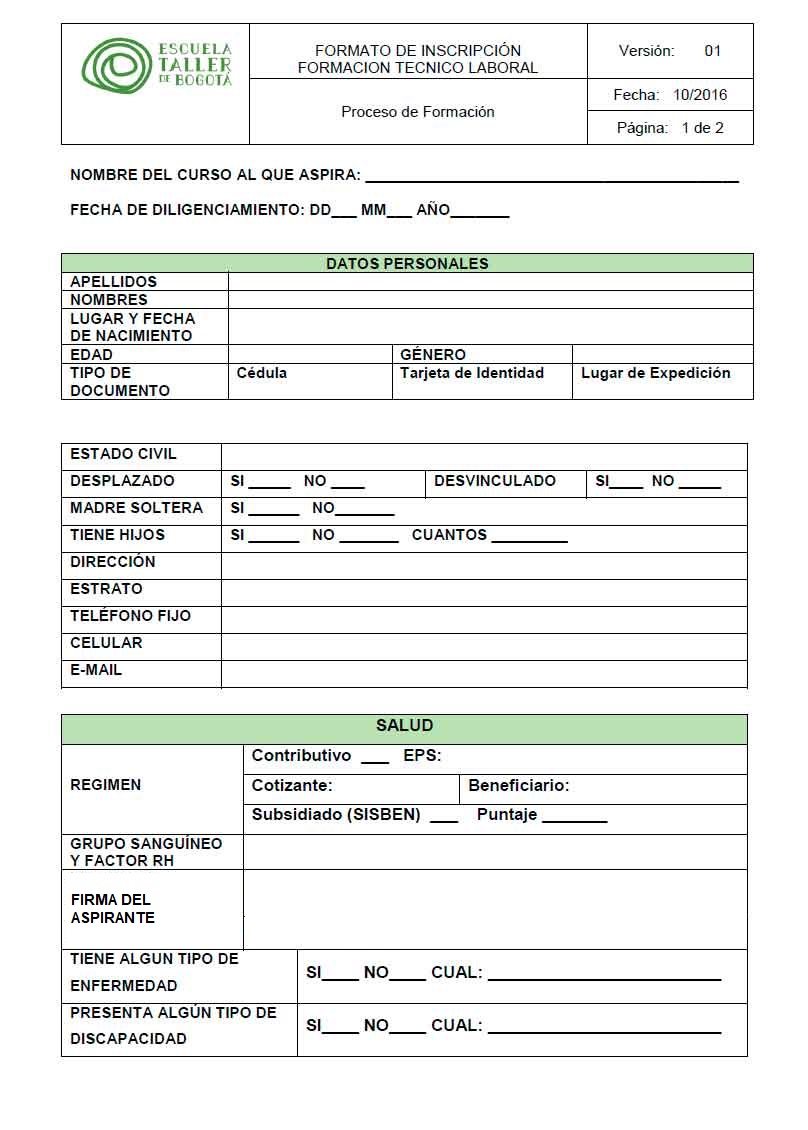 ESCUELA
TALLER
DE BOGOTÁ
FORMATO DE INSCRIPCIÓN
FORMACION TECNICO LABORAL
Versión: 01
Proceso de Formación
Fecha: 10/2016
Página: 1 de 2
NOMBRE DEL CURSO AL QUE ASPIRA: ____________________________________________
FECHA DE DILIGENCIAMIENTO: DD___ MM___ AÑO_______
DATOS PERSONALES
APELLIDOS
NOMBRES
LUGAR Y FECHA
DE NACIMIENTO
EDAD GÉNERO
TIPO DE
DOCUMENTO
Cédula Tarjeta de Identidad Lugar de Expedición
ESTADO CIVIL
DESPLAZADO SI _____ NO ____ DESVINCULADO SI____ NO _____
MADRE SOLTERA SI ______ NO_______
TIENE HIJOS SI ______ NO _______ CUANTOS _________
DIRECCIÓN
ESTRATO
TELÉFONO FIJO
CELULAR
E-MAIL
SALUD
REGIMEN
Contributivo ___ EPS:
Cotizante: Beneficiario:
Subsidiado (SISBEN) ___ Puntaje _______
GRUPO SANGUÍNEO
Y FACTOR RH
FIRMA DEL
ASPIRANTE
TIENE ALGUN TIPO DE
ENFERMEDAD
SI____ NO____ CUAL: _________________________
PRESENTA ALGÚN TIPO DE
DISCAPACIDAD
SI____ NO____ CUAL: _________________________